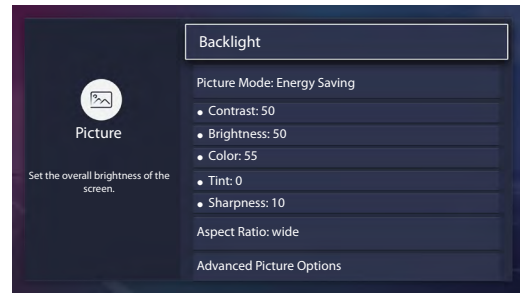 Picture
Set the overall brightness of the
screen.
Backlight
Picture Mode: Energy Saving
• Contrast: 50
• Brightness: 50
• Color: 55
• Tint: 0
• Sharpness: 10
Aspect Ratio: wide
Advanced Picture Options